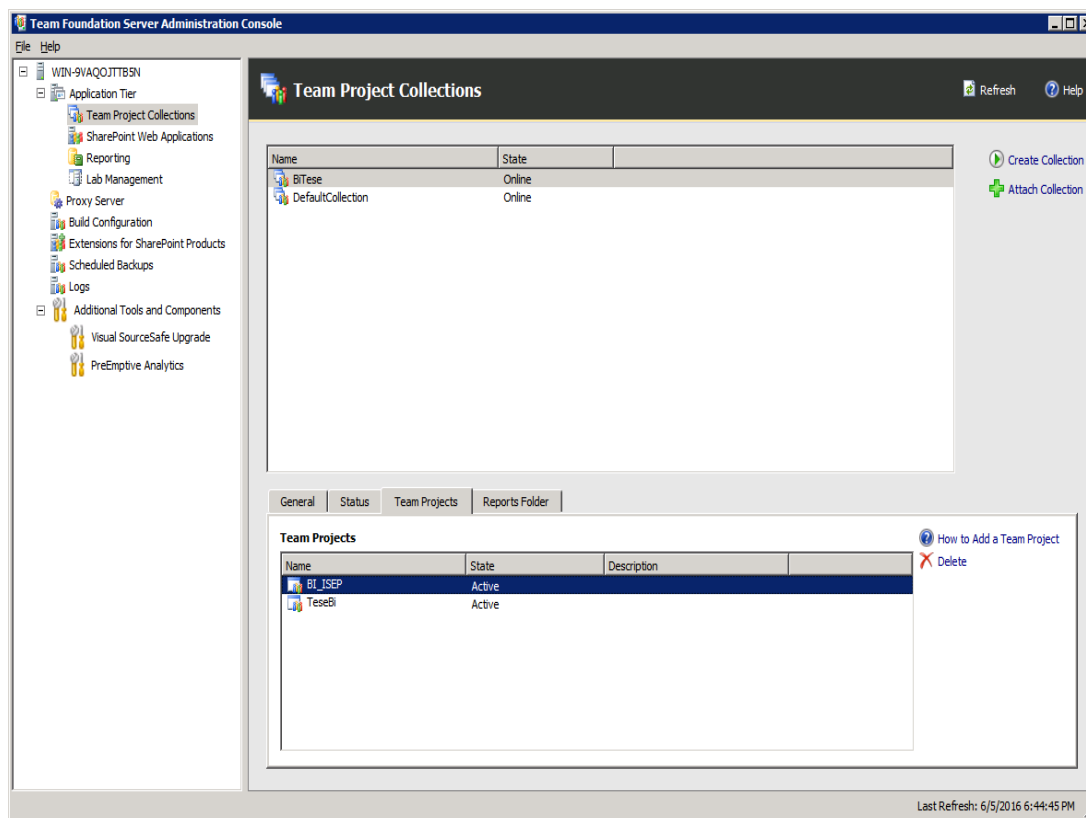 Team Foundation Server Administration Console
File Help
WIN-9VAQOJTTB5N
Application Tier
Team Project Collections
SharePoint Web Applications
Reporting
Lab Management
Proxy Server
Build Configuration
Extensions for SharePoint Products
Scheduled Backups
Logs
Additional Tools and Components
Visual SourceSafe Upgrade
PreEmptive Analytics
Team Project Collections
Refresh Help
Name State
BiTese Online
DefaultCollection Online
Create Collection
Attach Collection
General Status Team Projects Reports Folder
Team Projects
How to Add a Team Project
Delete
Name State Description
BI_ISEP Active
TeseBi Active
Last Refresh: 6/5/2016 6:44:45 PM